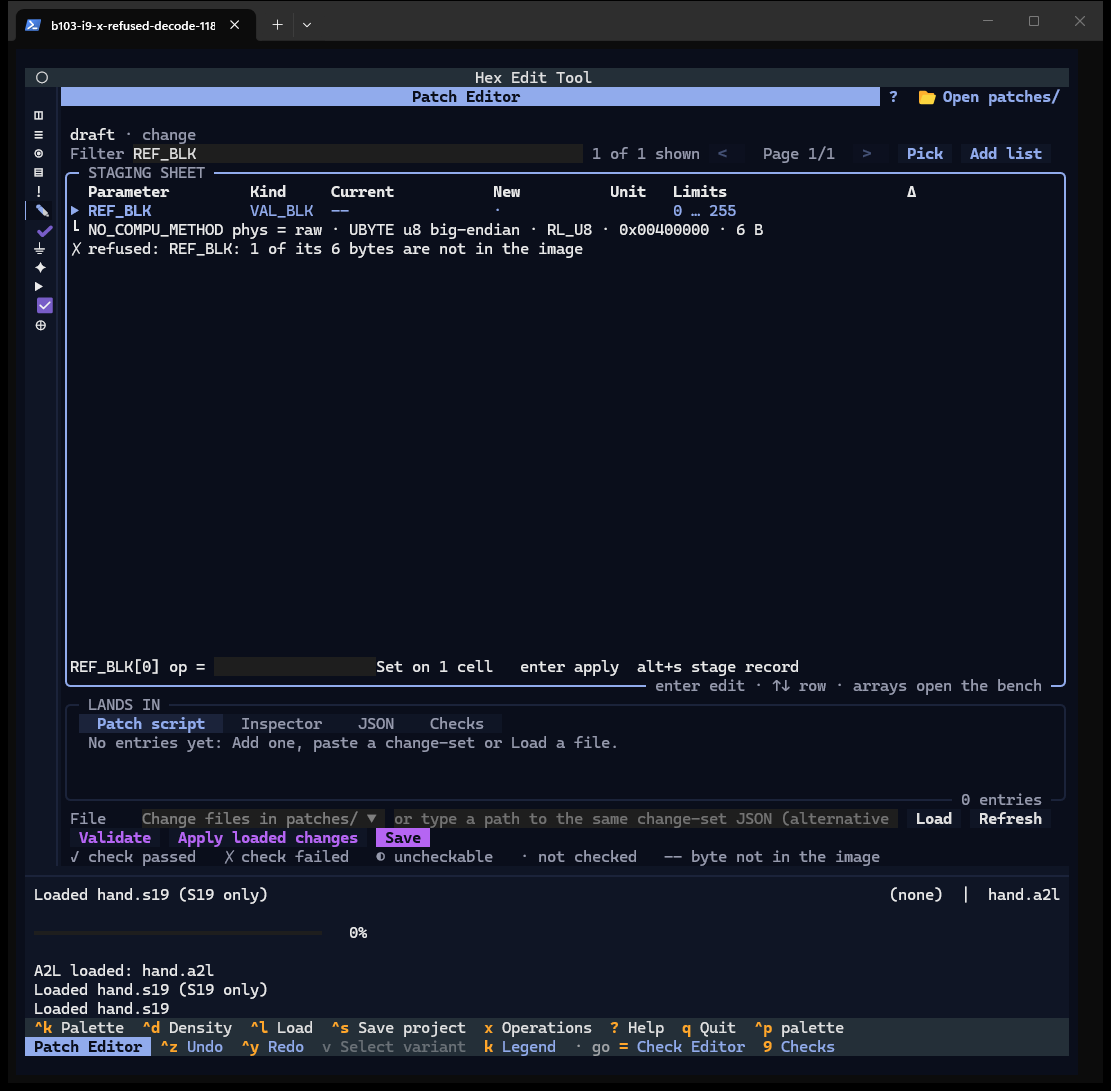 b103-i9-x-refused-decode-118
Hex Edit Tool
Patch Editor ? Open patches/
draft · change
Filter REF_BLK 1 of 1 shown < Page 1/1 > Pick Add list
STAGING SHEET
Parameter Kind Current New Unit Limits Δ
▶ REF_BLK VAL_BLK -- · 0 … 255
└ NO_COMPU_METHOD phys = raw · UBYTE u8 big-endian · RL_U8 · 0x00400000 · 6 B
✗ refused: REF_BLK: 1 of its 6 bytes are not in the image
REF_BLK[0] op = Set on 1 cell enter apply alt+s stage record
enter edit · ↑↓ row · arrays open the bench
LANDS IN
Patch script Inspector JSON Checks
No entries yet: Add one, paste a change-set or Load a file.
0 entries
File Change files in patches/ ▼ or type a path to the same change-set JSON (alternative Load Refresh
Validate Apply loaded changes Save
✓ check passed ✗ check failed ◐ uncheckable · not checked -- byte not in the image
Loaded hand.s19 (S19 only) (none) | hand.a2l
0%
A2L loaded: hand.a2l
Loaded hand.s19 (S19 only)
Loaded hand.s19
^k Palette ^d Density ^l Load ^s Save project x Operations ? Help q Quit ^p palette
Patch Editor ^z Undo ^y Redo v Select variant k Legend · go = Check Editor 9 Checks